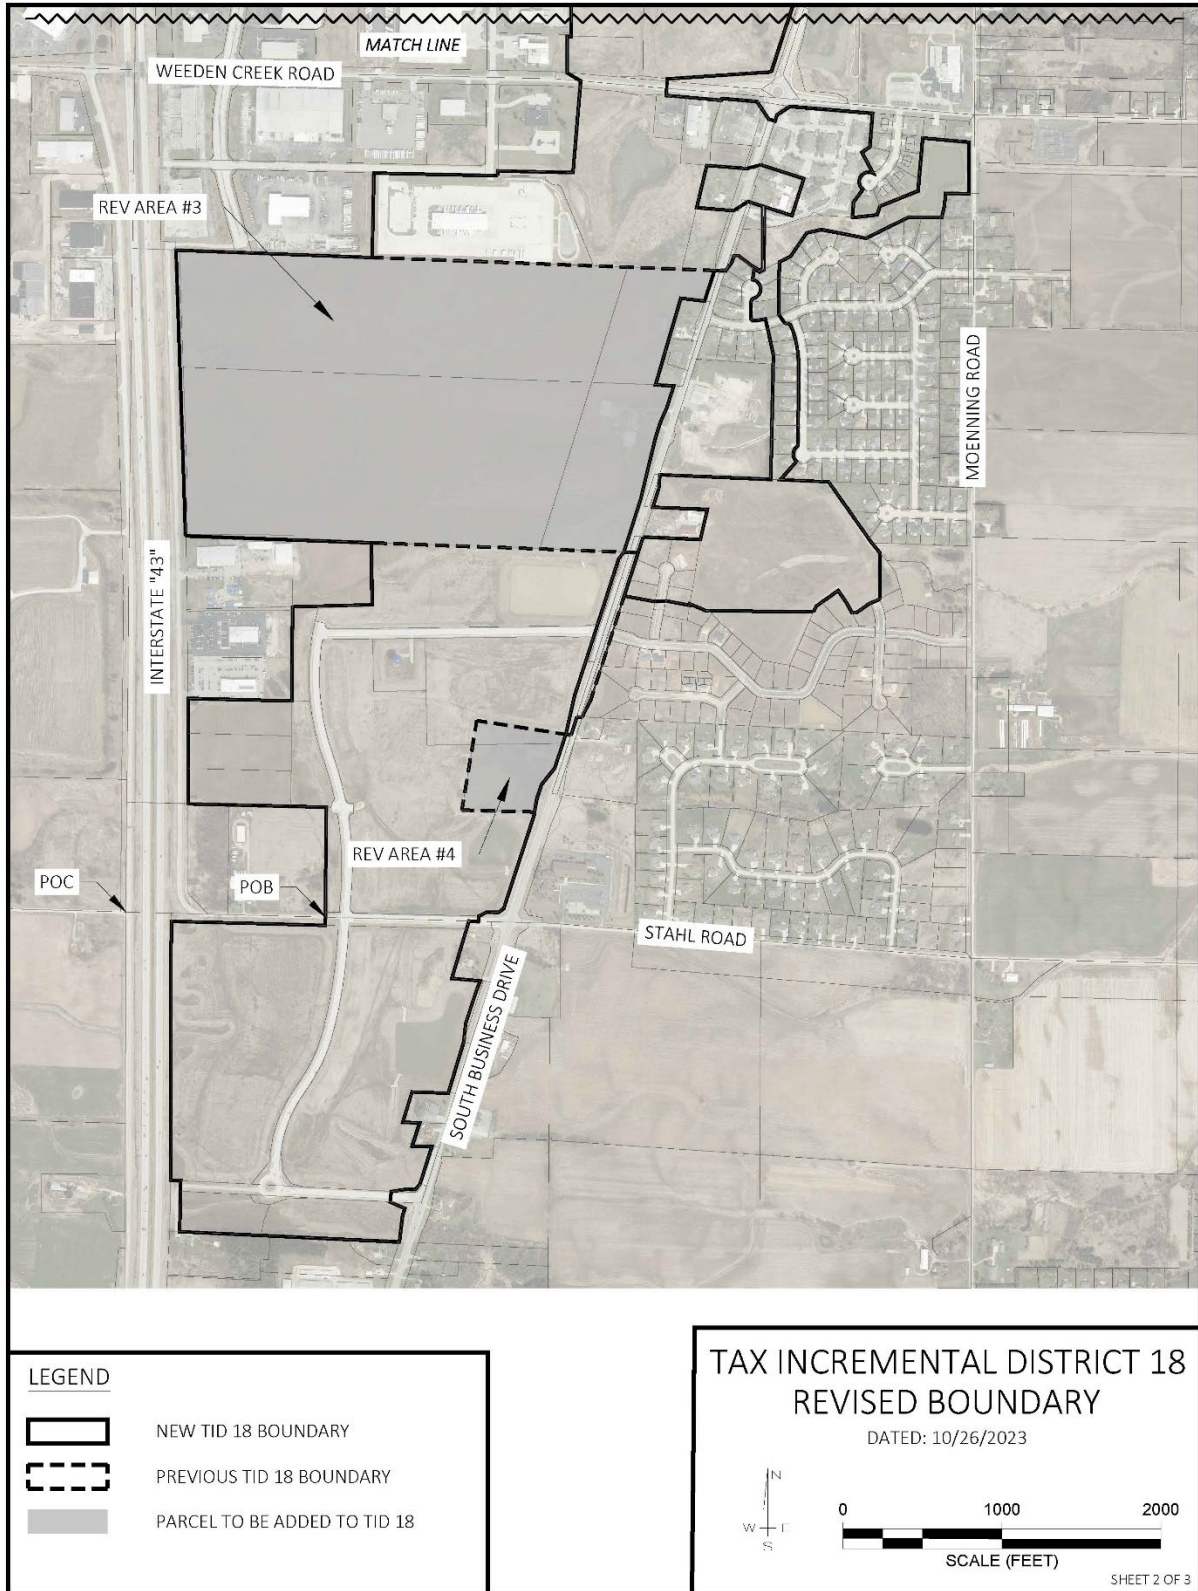 MATCH LINE
WEEDEN CREEK ROAD
REV AREA #3
MOENNING ROAD
INTERSTATE "43"
REV AREA #4
POC
POB
STAHL ROAD
SOUTH BUSINESS DRIVE
LEGEND
NEW TID 18 BOUNDARY
PREVIOUS TID 18 BOUNDARY
PARCEL TO BE ADDED TO TID 18
TAX INCREMENTAL DISTRICT 18
REVISED BOUNDARY
DATED: 10/26/2023
N
W E
S
0 1000 2000
SCALE (FEET)
SHEET 2 OF 3